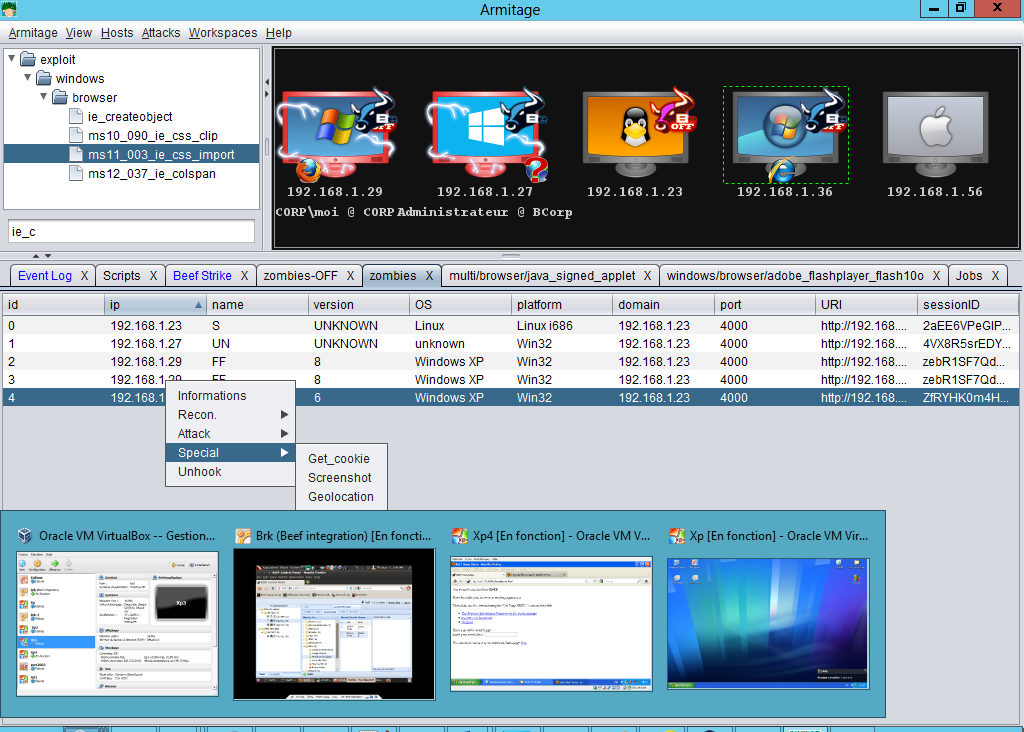 Armitage
Armitage View Hosts Attacks Workspaces Help
exploit
windows
browser
ie_createobject
ms10_090_ie_css_clip
ms11_003_ie_css_import
ms12_037_ie_colspan
ie_c
OFF OFF OFF OFF
192.168.1.29 192.168.1.27 192.168.1.23 192.168.1.36 192.168.1.56
CORP\moi @ CORP Administrateur @ BCorp
Event Log X Scripts X Beef Strike X zombies-OFF X zombies X multi/browser/java_signed_applet X windows/browser/adobe_flashplayer_flash10o X Jobs X
id ip name version OS platform domain port URI sessionID
0 192.168.1.23 S UNKNOWN Linux Linux i686 192.168.1.23 4000 http://192.168.... 2aEE6VPeGIP...
1 192.168.1.27 UN UNKNOWN unknown Win32 192.168.1.23 4000 http://192.168.... 4VX8R5srEDY...
2 192.168.1.29 FF 8 Windows XP Win32 192.168.1.23 4000 http://192.168.... zebR1SF7Qd...
3 192.168.1.29 FF 8 Windows XP Win32 192.168.1.23 4000 http://192.168.... zebR1SF7Qd...
4 192.168.1 6 Windows XP Win32 192.168.1.23 4000 http://192.168.... ZfRYHK0m4H...
Informations
Recon.
Attack
Special
Unhook
Get_cookie
Screenshot
Geolocation
Oracle VM VirtualBox -- Gestion... Brk (Beef integration) [En foncti... Xp4 [En fonction] - Oracle VM V... Xp [En fonction] - Oracle VM Vir...
Xp3